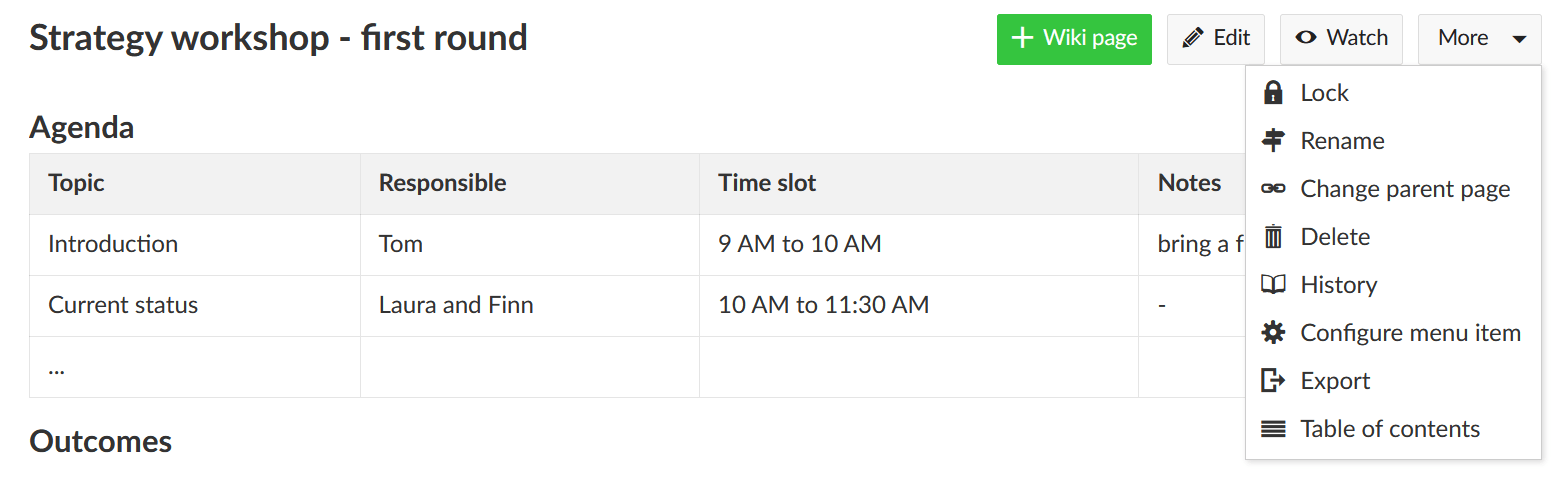 Strategy workshop - first round
Wiki page Edit Watch More
Lock
Rename
Change parent page
Delete
History
Configure menu item
Export
Table of contents
Agenda
Topic Responsible Time slot Notes
Introduction Tom 9 AM to 10 AM bring a f
Current status Laura and Finn 10 AM to 11:30 AM -
...
Outcomes